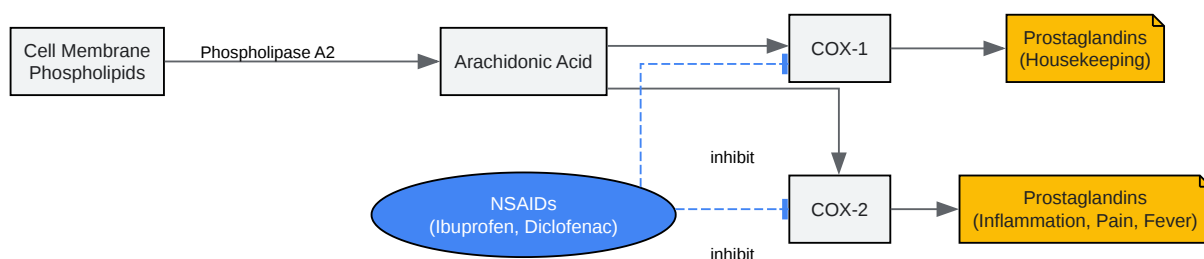 Cell Membrane
Phospholipids
Phospholipase A2
Arachidonic Acid
COX-1
Prostaglandins
(Housekeeping)
inhibit
NSAIDs
(Ibuprofen, Diclofenac)
COX-2
Prostaglandins
(Inflammation, Pain, Fever)
inhibit